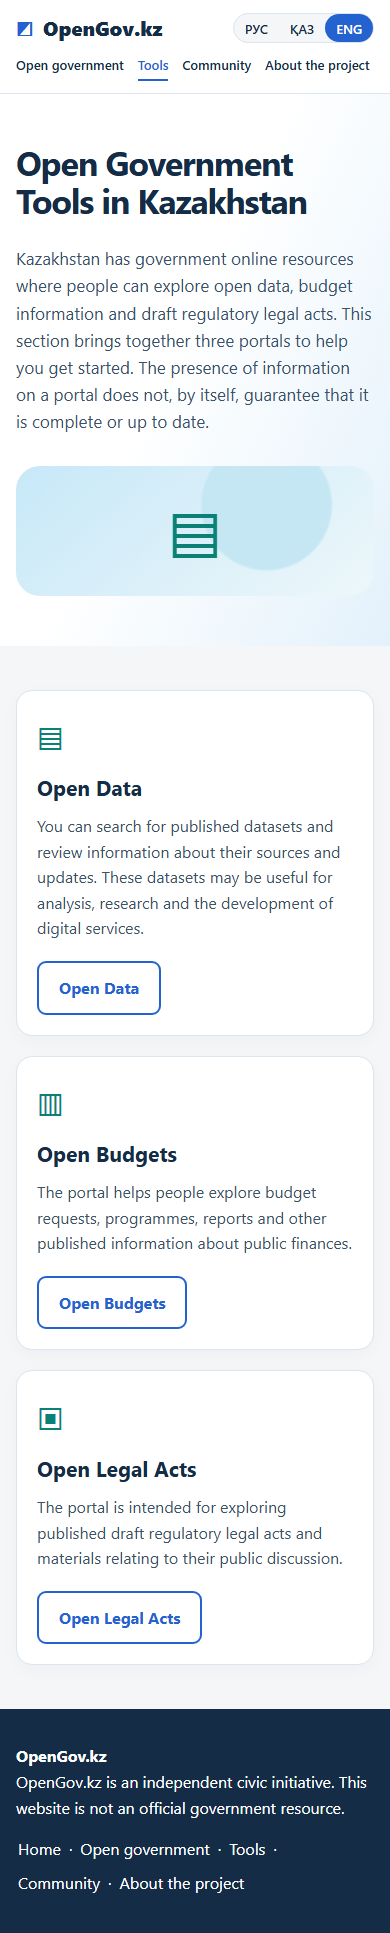 OpenGov.kz
РУС ҚАЗ ENG
Open government Tools Community About the project
Open Government
Tools in Kazakhstan
Kazakhstan has government online resources
where people can explore open data, budget
information and draft regulatory legal acts. This
section brings together three portals to help
you get started. The presence of information
on a portal does not, by itself, guarantee that it
is complete or up to date.
Open Data
You can search for published datasets and
review information about their sources and
updates. These datasets may be useful for
analysis, research and the development of
digital services.
Open Data
Open Budgets
The portal helps people explore budget
requests, programmes, reports and other
published information about public finances.
Open Budgets
Open Legal Acts
The portal is intended for exploring
published draft regulatory legal acts and
materials relating to their public discussion.
Open Legal Acts
OpenGov.kz
OpenGov.kz is an independent civic initiative. This
website is not an official government resource.
Home · Open government · Tools ·
Community · About the project